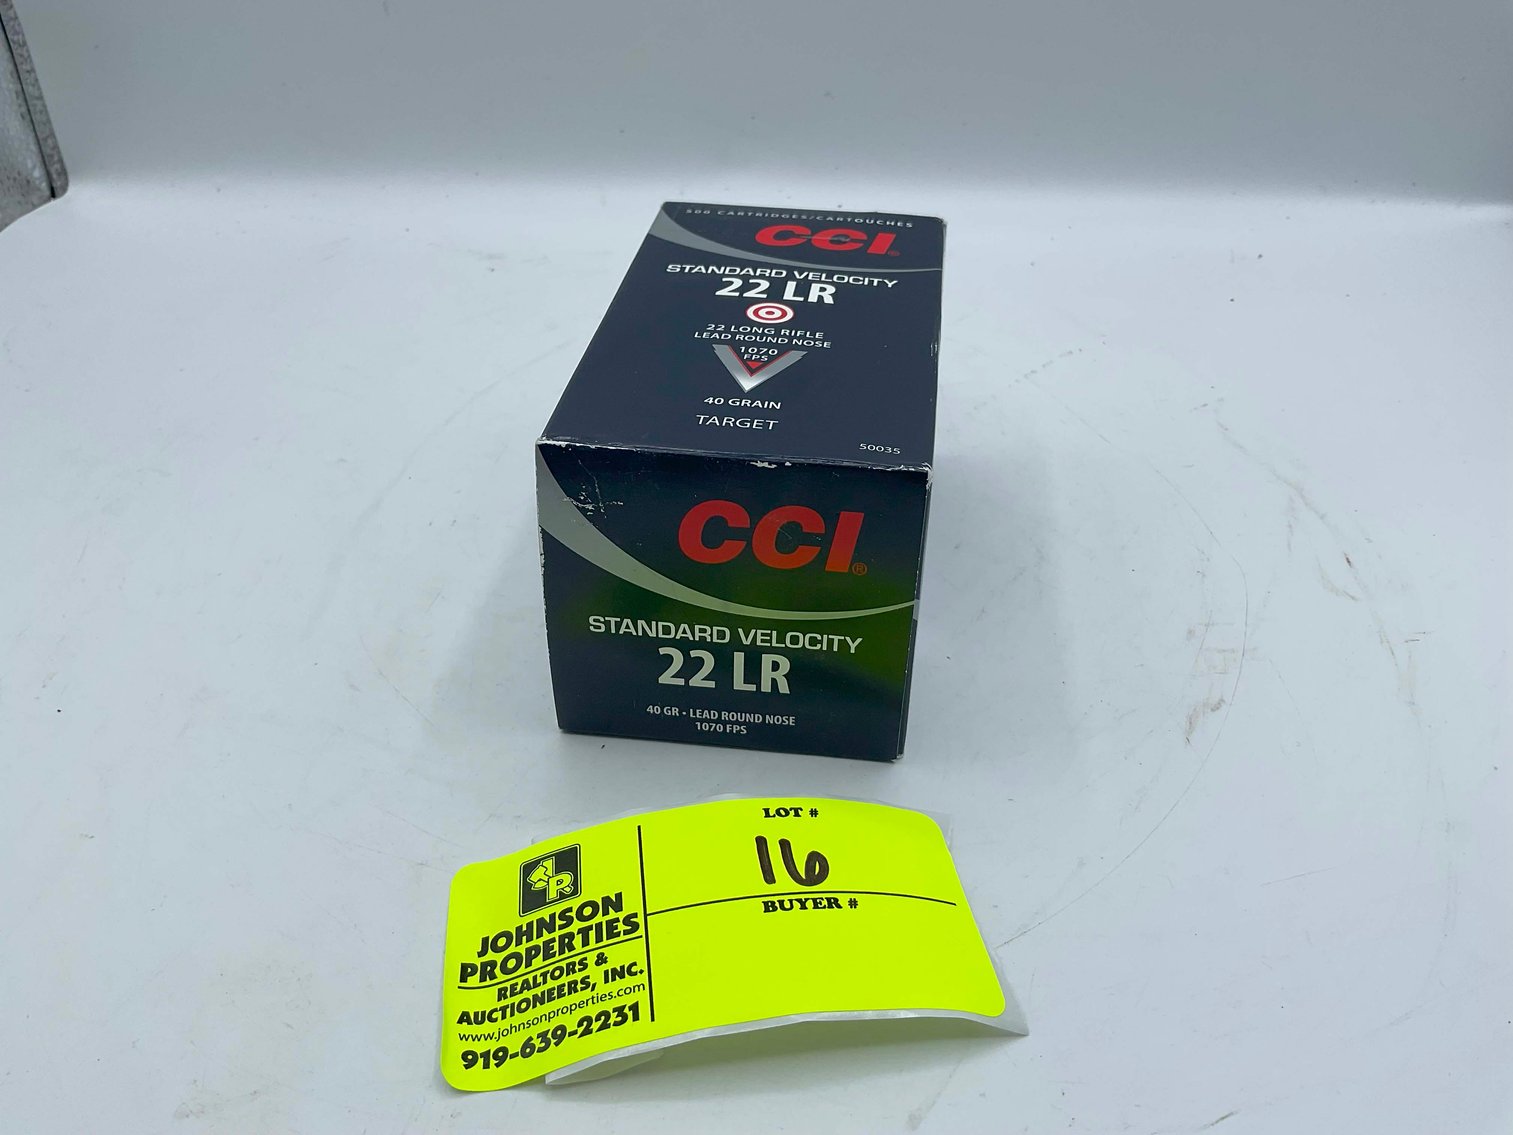 500 CARTRIDGES/CARTOUCHES
CCI®
STANDARD VELOCITY
22 LR
22 LONG RIFLE
LEAD ROUND NOSE
1070
FPS
40 GRAIN
TARGET
50035
CCI®
STANDARD VELOCITY
22 LR
40 GR • LEAD ROUND NOSE
1070 FPS
LOT #
16
BUYER #
JR
JOHNSON
PROPERTIES
REALTORS &
AUCTIONEERS, INC.
www.johnsonproperties.com
919-639-2231